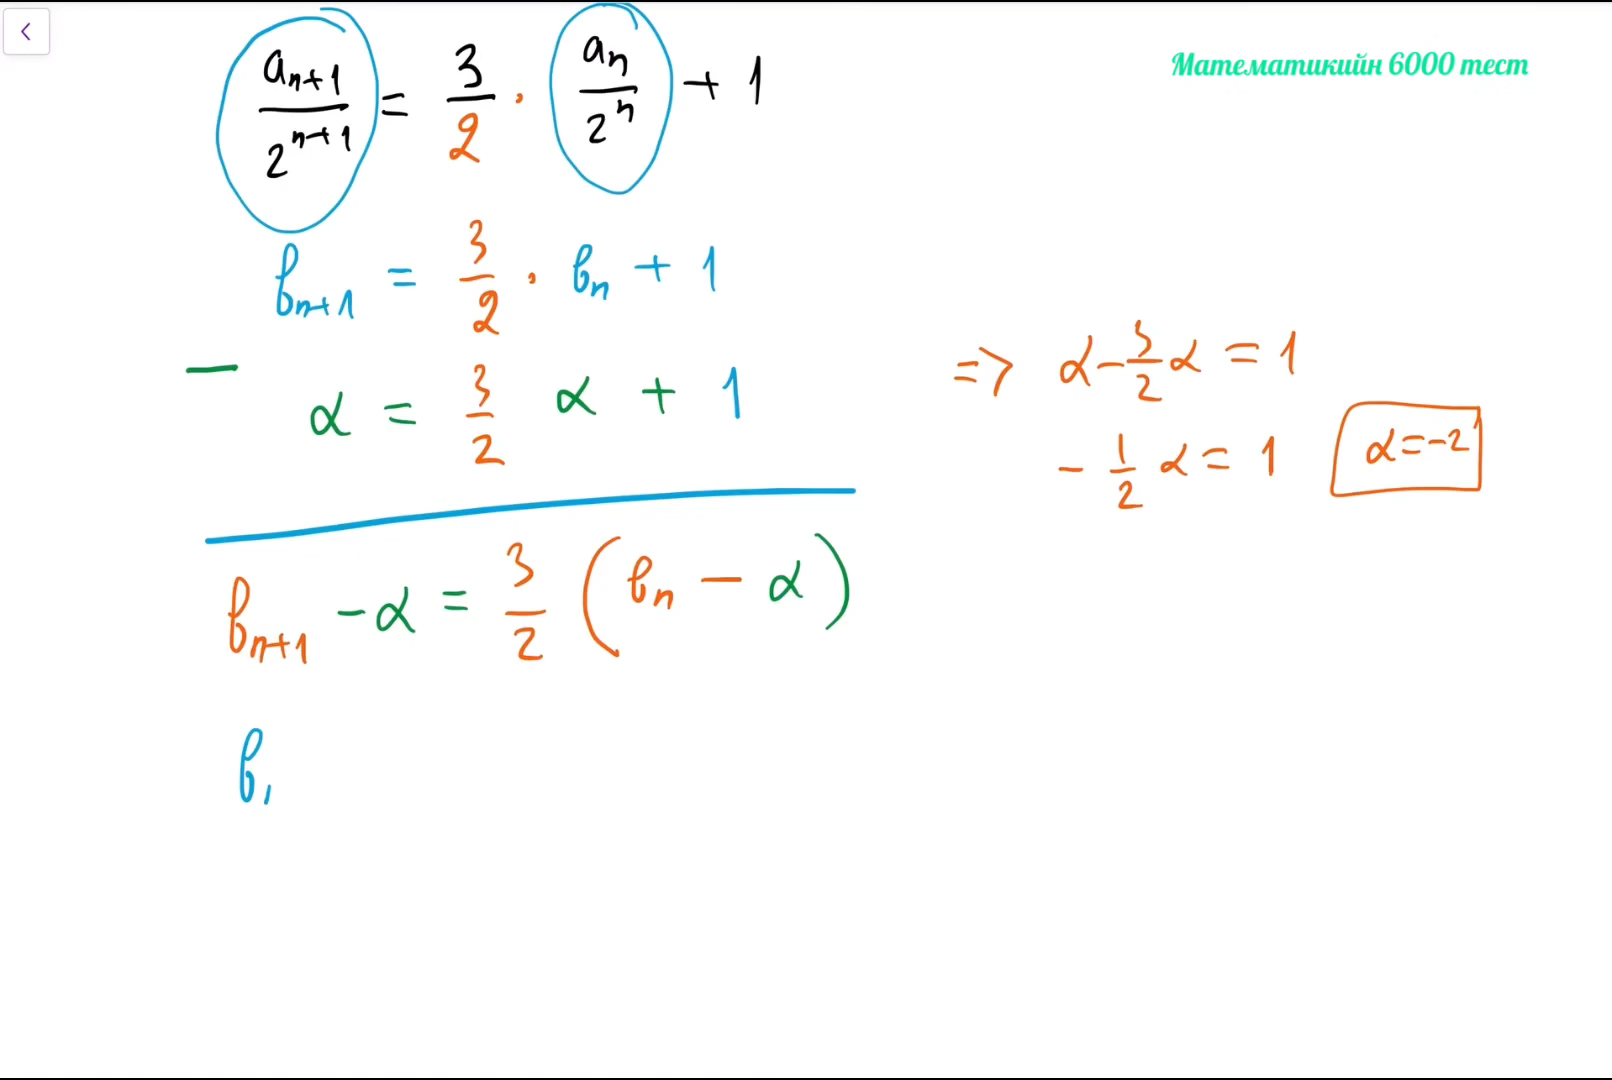 Математикийн 6000 тест
a_{n+1}/2^{n+1} = 3/2 · a_n/2^n + 1
b_{n+1} = 3/2 · b_n + 1
− α = 3/2 α + 1
=> α − 3/2 α = 1
− 1/2 α = 1
α = −2
b_{n+1} − α = 3/2 (b_n − α)
b_1